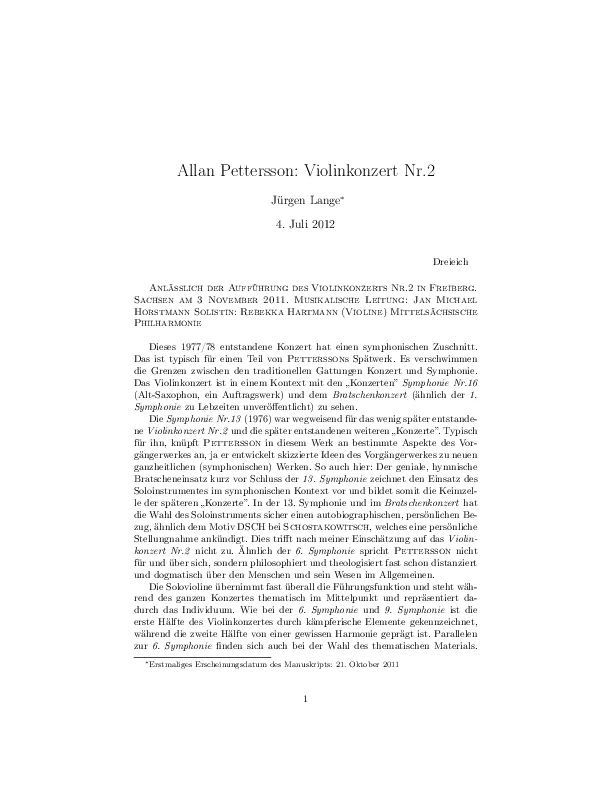 Allan Pettersson: Violinkonzert Nr.2
Jürgen Lange*
4. Juli 2012
Dreieich
Anlässlich der Aufführung des Violinkonzerts Nr.2 in Freiberg.
Sachsen am 3 November 2011. Musikalische Leitung: Jan Michael
Horstmann Solistin: Rebekka Hartmann (Violine) Mittelsächsische
Philharmonie
Dieses 1977/78 entstandene Konzert hat einen symphonischen Zuschnitt.
Das ist typisch für einen Teil von Petterssons Spätwerk. Es verschwimmen
die Grenzen zwischen den traditionellen Gattungen Konzert und Symphonie.
Das Violinkonzert ist in einem Kontext mit den „Konzerten" Symphonie Nr.16
(Alt-Saxophon, ein Auftragswerk) und dem Bratschenkonzert (ähnlich der 1.
Symphonie zu Lebzeiten unveröffentlicht) zu sehen.
Die Symphonie Nr.13 (1976) war wegweisend für das wenig später entstande-
ne Violinkonzert Nr.2 und die später entstandenen weiteren „Konzerte". Typisch
für ihn, knüpft Pettersson in diesem Werk an bestimmte Aspekte des Vor-
gängerwerkes an, ja er entwickelt skizzierte Ideen des Vorgängerwerkes zu neuen
ganzheitlichen (symphonischen) Werken. So auch hier: Der geniale, hymnische
Bratscheneinsatz kurz vor Schluss der 13. Symphonie zeichnet den Einsatz des
Soloinstrumentes im symphonischen Kontext vor und bildet somit die Keimzel-
le der späteren „Konzerte". In der 13. Symphonie und im Bratschenkonzert hat
die Wahl des Soloinstruments sicher einen autobiographischen, persönlichen Be-
zug, ähnlich dem Motiv DSCH bei Schostakowitsch, welches eine persönliche
Stellungnahme ankündigt. Dies trifft nach meiner Einschätzung auf das Violin-
konzert Nr.2 nicht zu. Ähnlich der 6. Symphonie spricht Pettersson nicht
für und über sich, sondern philosophiert und theologisiert fast schon distanziert
und dogmatisch über den Menschen und sein Wesen im Allgemeinen.
Die Solovioline übernimmt fast überall die Führungsfunktion und steht wäh-
rend des ganzen Konzertes thematisch im Mittelpunkt und repräsentiert da-
durch das Individuum. Wie bei der 6. Symphonie und 9. Symphonie ist die
erste Hälfte des Violinkonzertes durch kämpferische Elemente gekennzeichnet,
während die zweite Hälfte von einer gewissen Harmonie geprägt ist. Parallelen
zur 6. Symphonie finden sich auch bei der Wahl des thematischen Materials.
*Erstmaliges Erscheinungsdatum des Manuskripts: 21. Oktober 2011
1